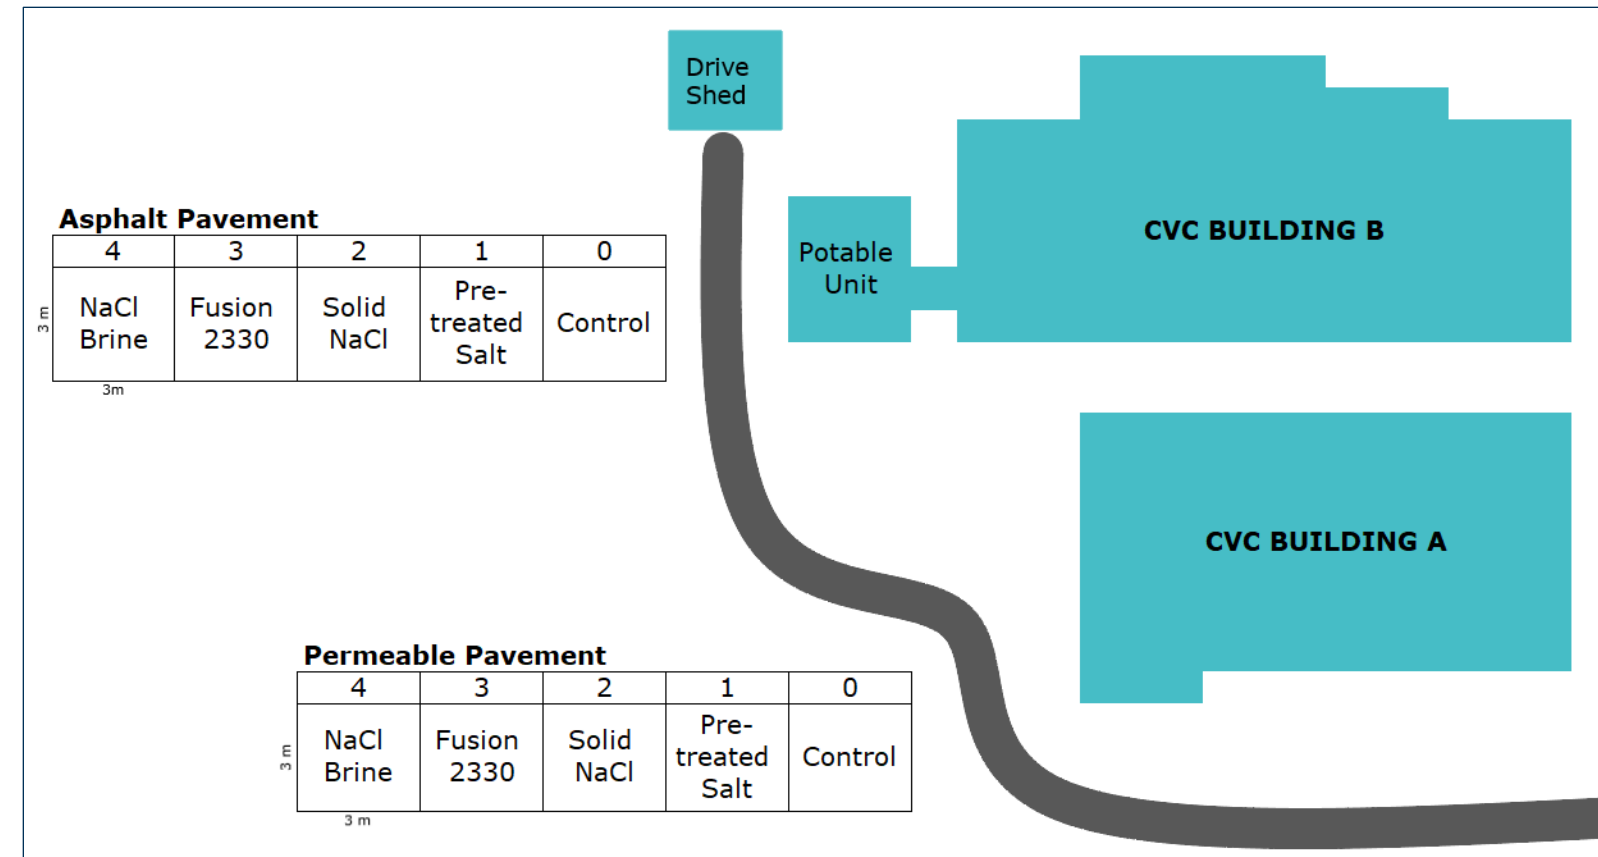 Drive
Shed
Asphalt Pavement
4 3 2 1 0
NaCl
Brine
Fusion
2330
Solid
NaCl
Pre-
treated
Salt
Control
3 m
3m
Potable
Unit
CVC BUILDING B
CVC BUILDING A
Permeable Pavement
4 3 2 1 0
NaCl
Brine
Fusion
2330
Solid
NaCl
Pre-
treated
Salt
Control
3 m
3 m